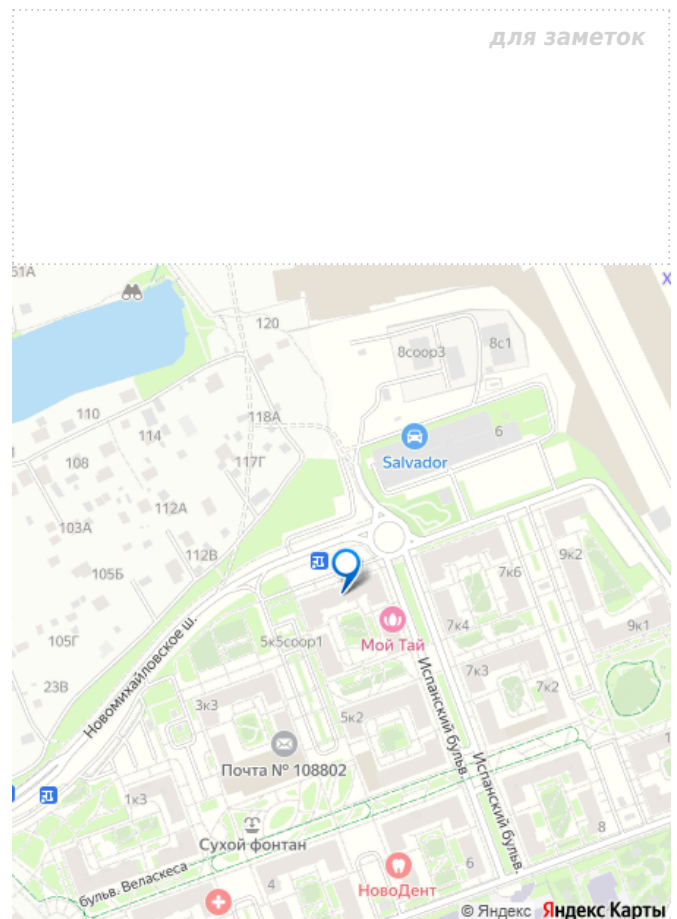 для заметок
51А
120
8соор3
8с1
110
118А
114
6
Salvador
108
117Г
112А
103А
112В
9к2
105Б
7к6
7к4
9к1
5к5соор1
Мой Тай
105Г
Новомихайловское ш.
Испанский бульв.
7к3
7к2
23В
3к3
5к2
Почта № 108802
Испанский бульв.
1к3
Сухой фонтан
8
бульв. Веласкеса
4
НовоДент
6
© Яндекс Яндекс Карты